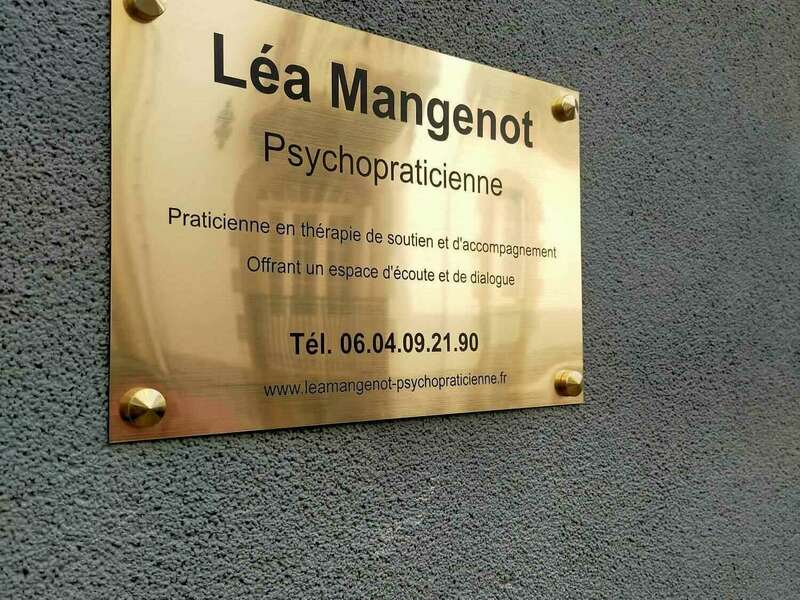 Léa Mangenot
Psychopraticienne
Praticienne en thérapie de soutien et d'accompagnement
Offrant un espace d'écoute et de dialogue
Tél. 06.04.09.21.90
www.leamangenot-psychopraticienne.fr